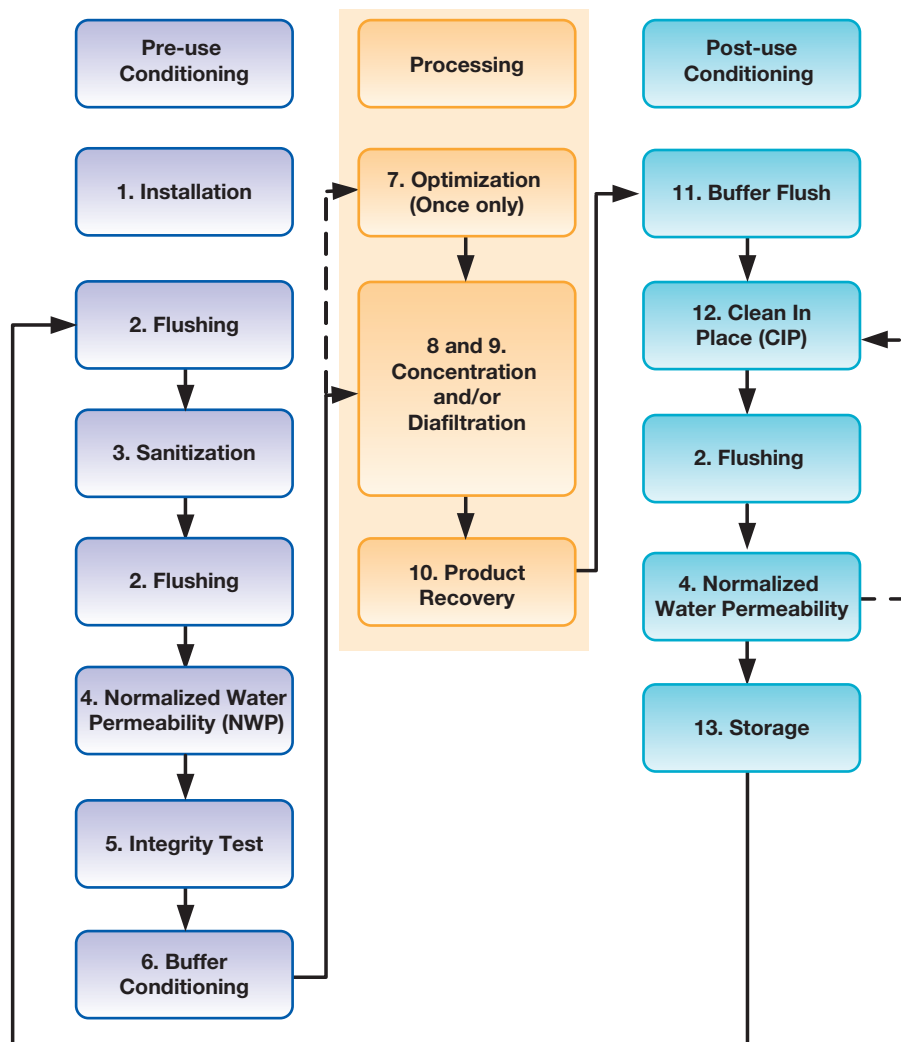 Pre-use
Conditioning
1. Installation
2. Flushing
3. Sanitization
2. Flushing
4. Normalized Water
Permeability (NWP)
5. Integrity Test
6. Buffer
Conditioning
Processing
7. Optimization
(Once only)
8 and 9.
Concentration
and/or
Diafiltration
10. Product
Recovery
Post-use
Conditioning
11. Buffer Flush
12. Clean In
Place (CIP)
2. Flushing
4. Normalized
Water Permeability
13. Storage